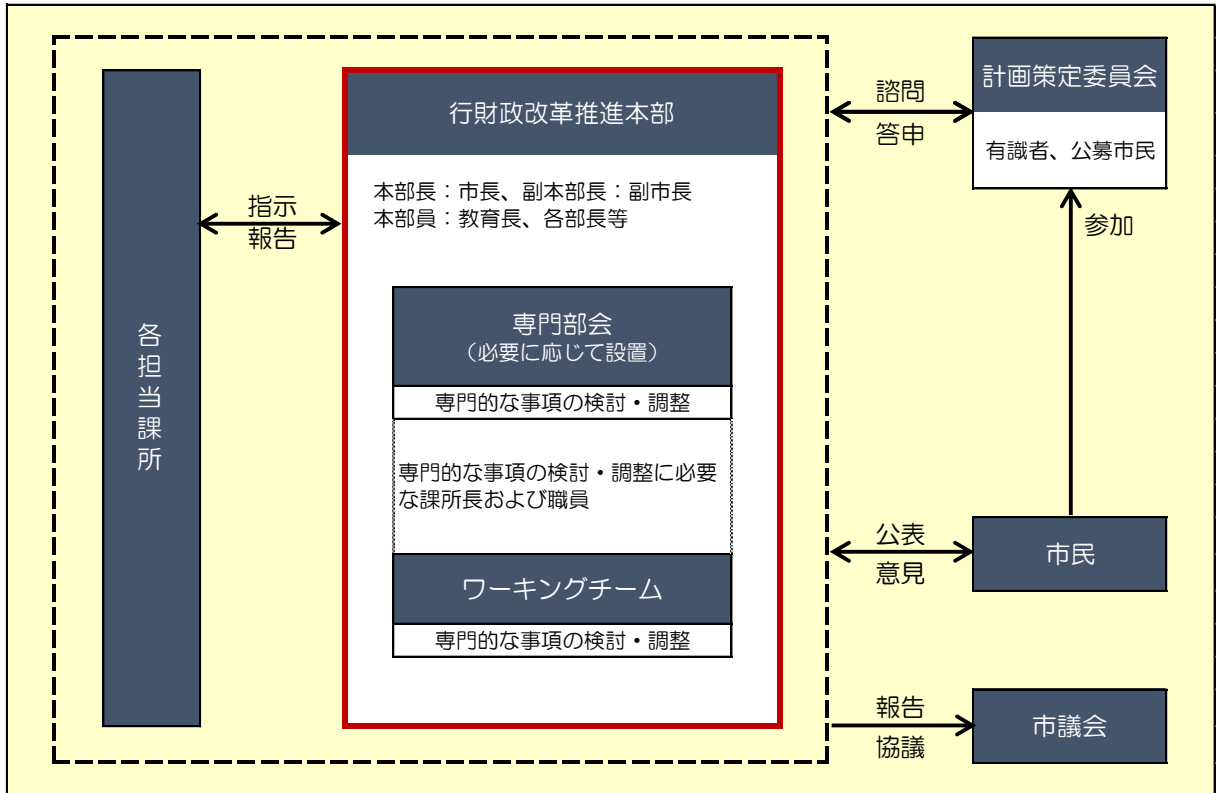 各担当課所
指示
報告
行財政改革推進本部
本部長：市長、副本部長：副市長
本部員：教育長、各部長等
専門部会
（必要に応じて設置）
専門的な事項の検討・調整
専門的な事項の検討・調整に必要
な課所長および職員
ワーキングチーム
専門的な事項の検討・調整
諮問
答申
計画策定委員会
有識者、公募市民
参加
公表
意見
市民
報告
協議
市議会